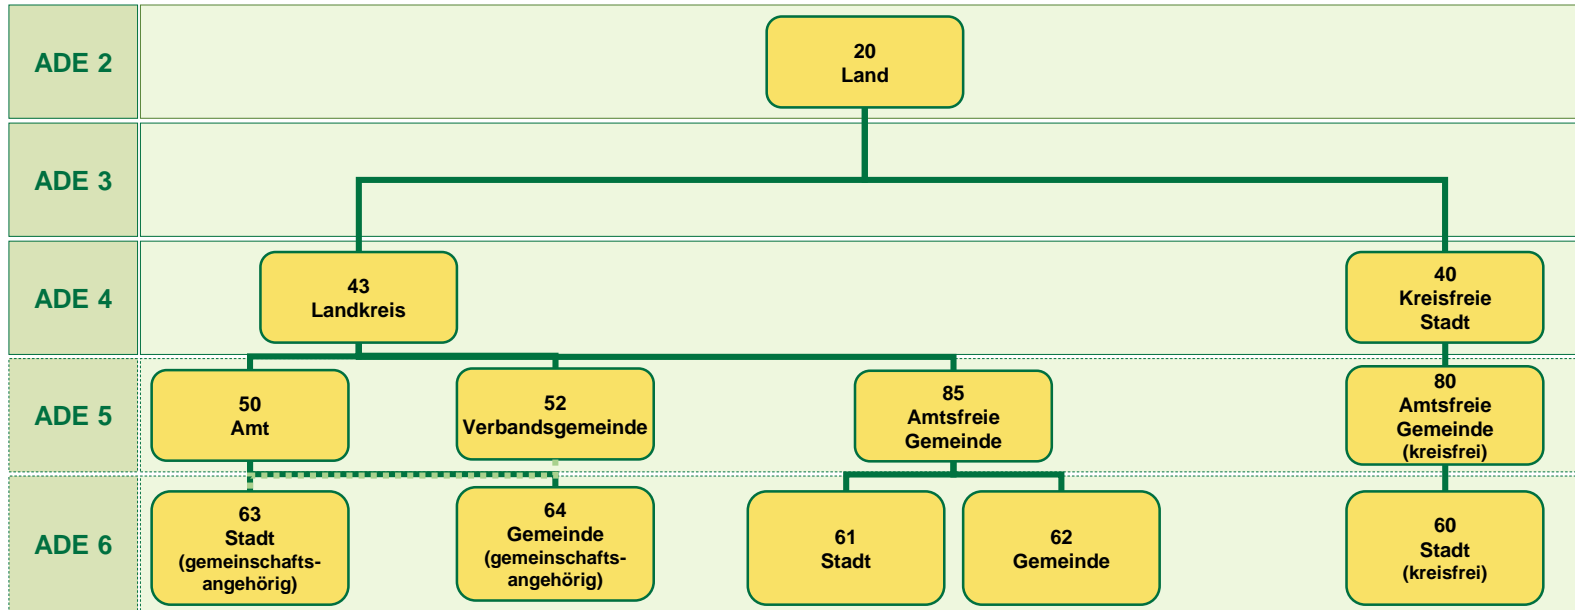 ADE 2
20
Land
ADE 3
ADE 4
43
Landkreis
40
Kreisfreie
Stadt
ADE 5
50
Amt
52
Verbandsgemeinde
85
Amtsfreie
Gemeinde
80
Amtsfreie
Gemeinde
(kreisfrei)
ADE 6
63
Stadt
(gemeinschafts-
angehörig)
64
Gemeinde
(gemeinschafts-
angehörig)
61
Stadt
62
Gemeinde
60
Stadt
(kreisfrei)